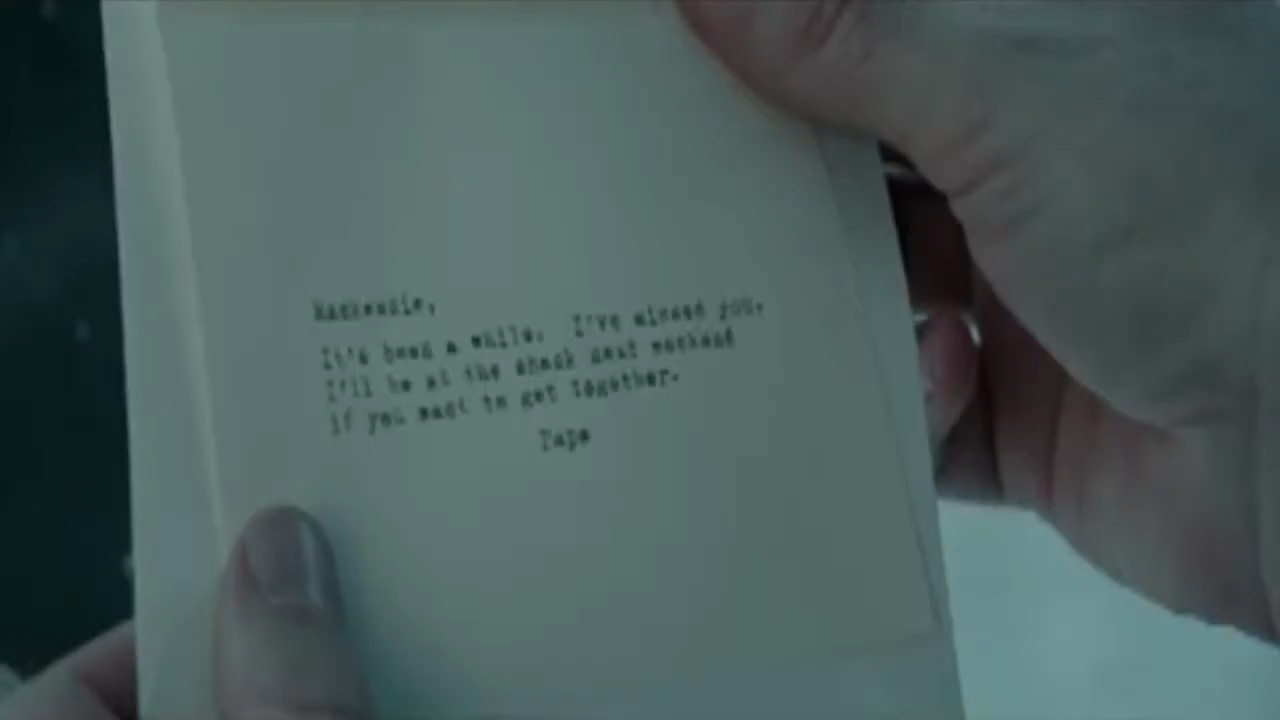 Mackenzie,
It's been a while. I've missed you.
I'll be at the shack next weekend
if you want to get together.
Papa